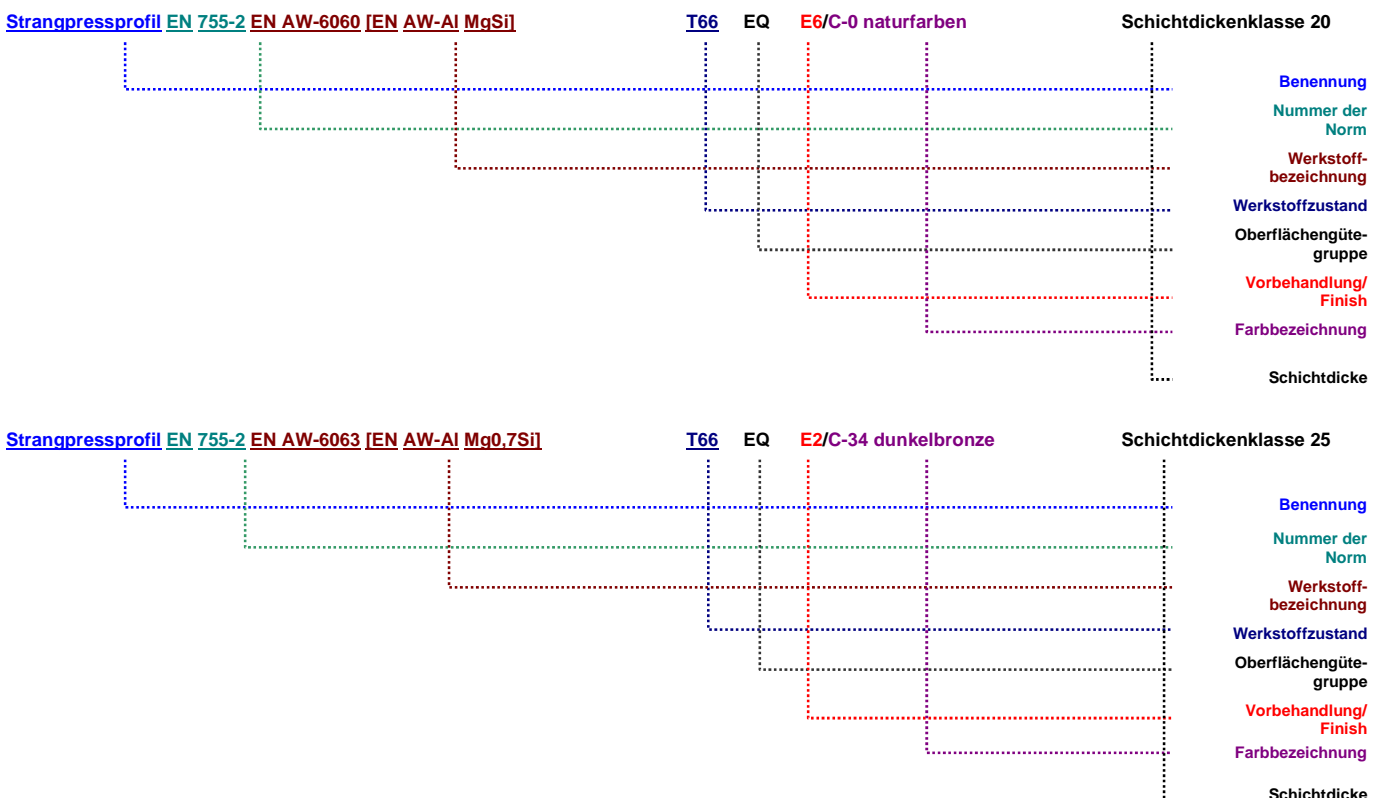 Strangpressprofil EN 755-2 EN AW-6060 [EN AW-Al MgSi] T66 EQ E6/C-0 naturfarben Schichtdickenklasse 20
Benennung
Nummer der
Norm
Werkstoff-
bezeichnung
Werkstoffzustand
Oberflächengüte-
gruppe
Vorbehandlung/
Finish
Farbbezeichnung
Schichtdicke
Strangpressprofil EN 755-2 EN AW-6063 [EN AW-Al Mg0,7Si] T66 EQ E2/C-34 dunkelbronze Schichtdickenklasse 25
Benennung
Nummer der
Norm
Werkstoff-
bezeichnung
Werkstoffzustand
Oberflächengüte-
gruppe
Vorbehandlung/
Finish
Farbbezeichnung
Schichtdicke